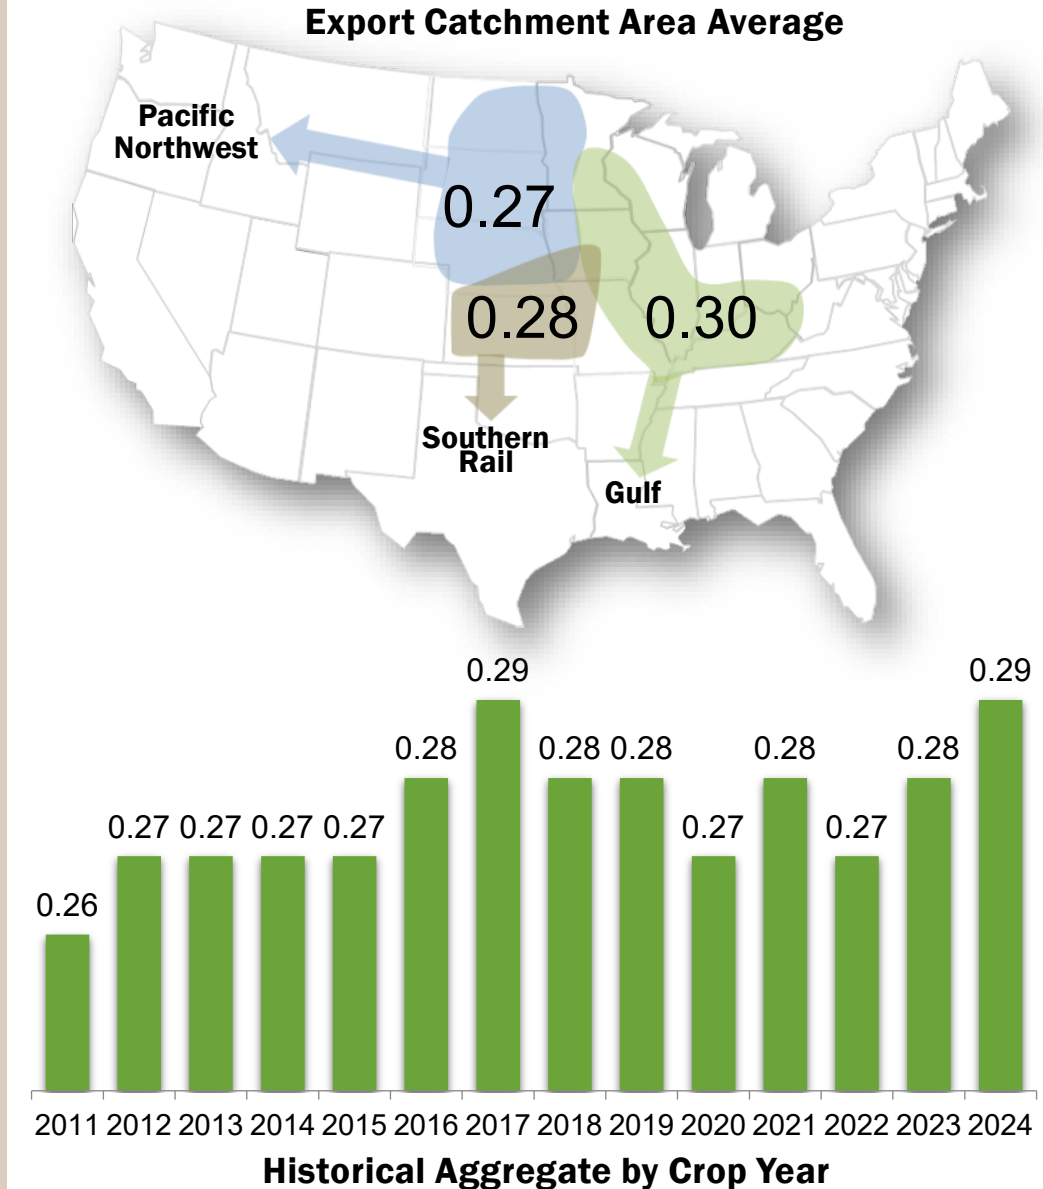 Export Catchment Area Average
Pacific
Northwest
0.27
0.28
0.30
Southern
Rail
Gulf
0.29
0.29
0.28
0.28 0.28
0.28
0.28
0.27 0.27 0.27 0.27
0.27
0.27
0.26
2011 2012 2013 2014 2015 2016 2017 2018 2019 2020 2021 2022 2023 2024
Historical Aggregate by Crop Year